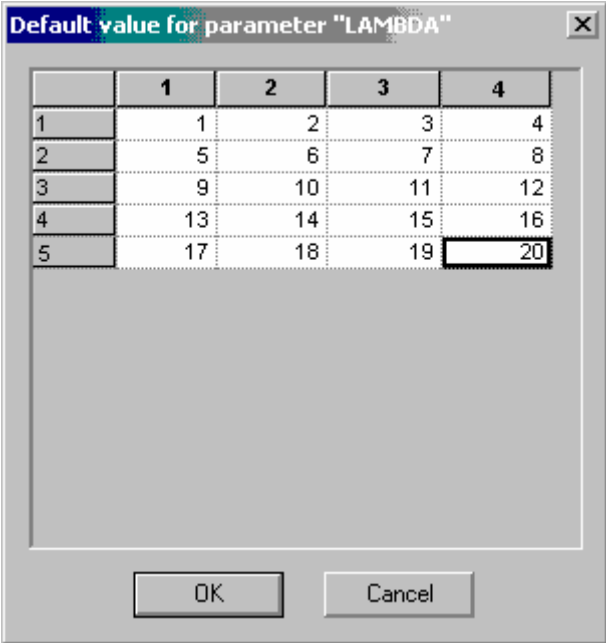 Default value for parameter "LAMBDA"
1 2 3 4
1 1 2 3 4
2 5 6 7 8
3 9 10 11 12
4 13 14 15 16
5 17 18 19 20
OK Cancel